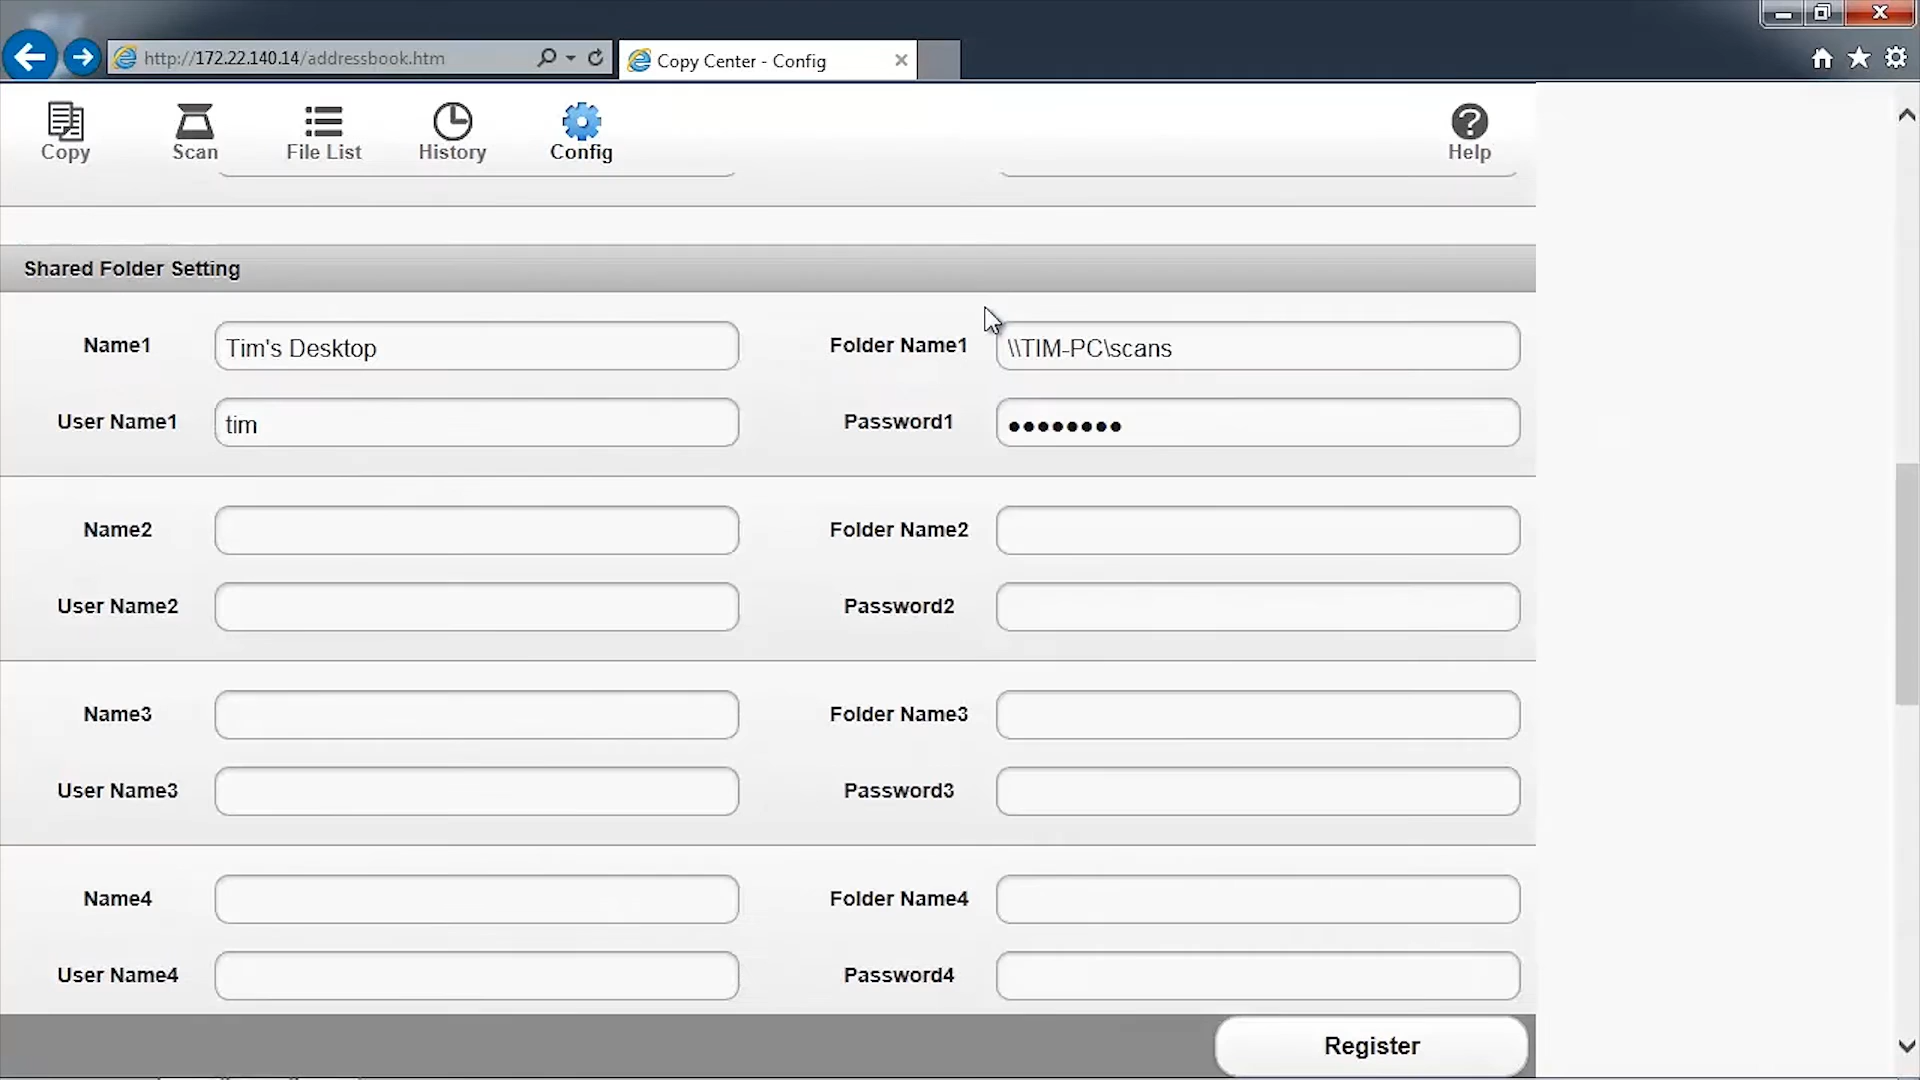 http://172.22.140.14/addressbook.htm
Copy Center - Config
Copy
Scan
File List
History
Config
Help
Shared Folder Setting
Name1
Tim's Desktop
Folder Name1
\\TIM-PC\scans
User Name1
tim
Password1
••••••••
Name2
Folder Name2
User Name2
Password2
Name3
Folder Name3
User Name3
Password3
Name4
Folder Name4
User Name4
Password4
Register